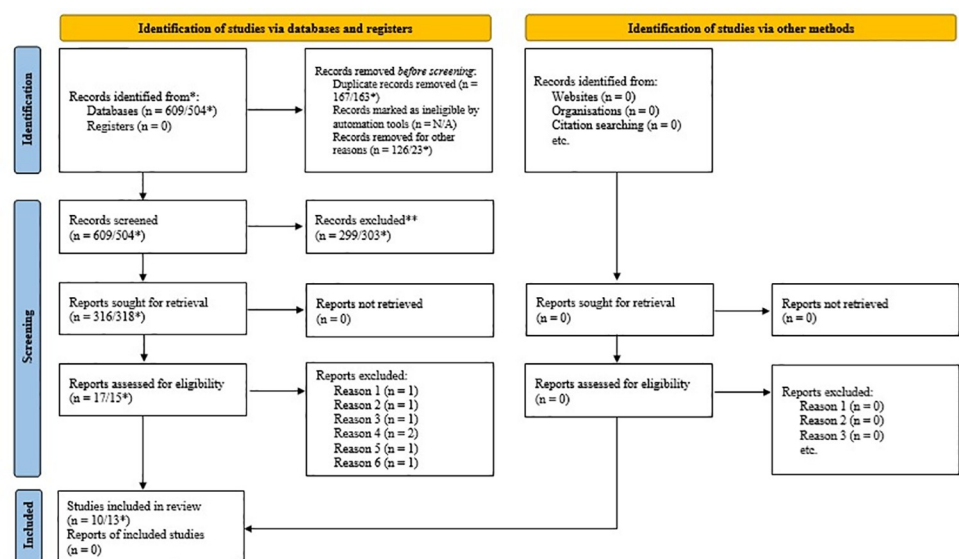 Identification of studies via databases and registers
Identification of studies via other methods
Identification
Records identified from*:
Databases (n = 609/504*)
Registers (n = 0)
Records removed before screening:
Duplicate records removed (n =
167/163*)
Records marked as ineligible by
automation tools (n = N/A)
Records removed for other
reasons (n = 126/23*)
Records identified from:
Websites (n = 0)
Organisations (n = 0)
Citation searching (n = 0)
etc.
Screening
Records screened
(n = 609/504*)
Records excluded**
(n = 299/303*)
Reports sought for retrieval
(n = 316/318*)
Reports not retrieved
(n = 0)
Reports sought for retrieval
(n = 0)
Reports not retrieved
(n = 0)
Reports assessed for eligibility
(n = 17/15*)
Reports excluded:
Reason 1 (n = 1)
Reason 2 (n = 1)
Reason 3 (n = 1)
Reason 4 (n = 2)
Reason 5 (n = 1)
Reason 6 (n = 1)
Reports assessed for eligibility
(n = 0)
Reports excluded:
Reason 1 (n = 0)
Reason 2 (n = 0)
Reason 3 (n = 0)
etc.
Included
Studies included in review
(n = 10/13*)
Reports of included studies
(n = 0)